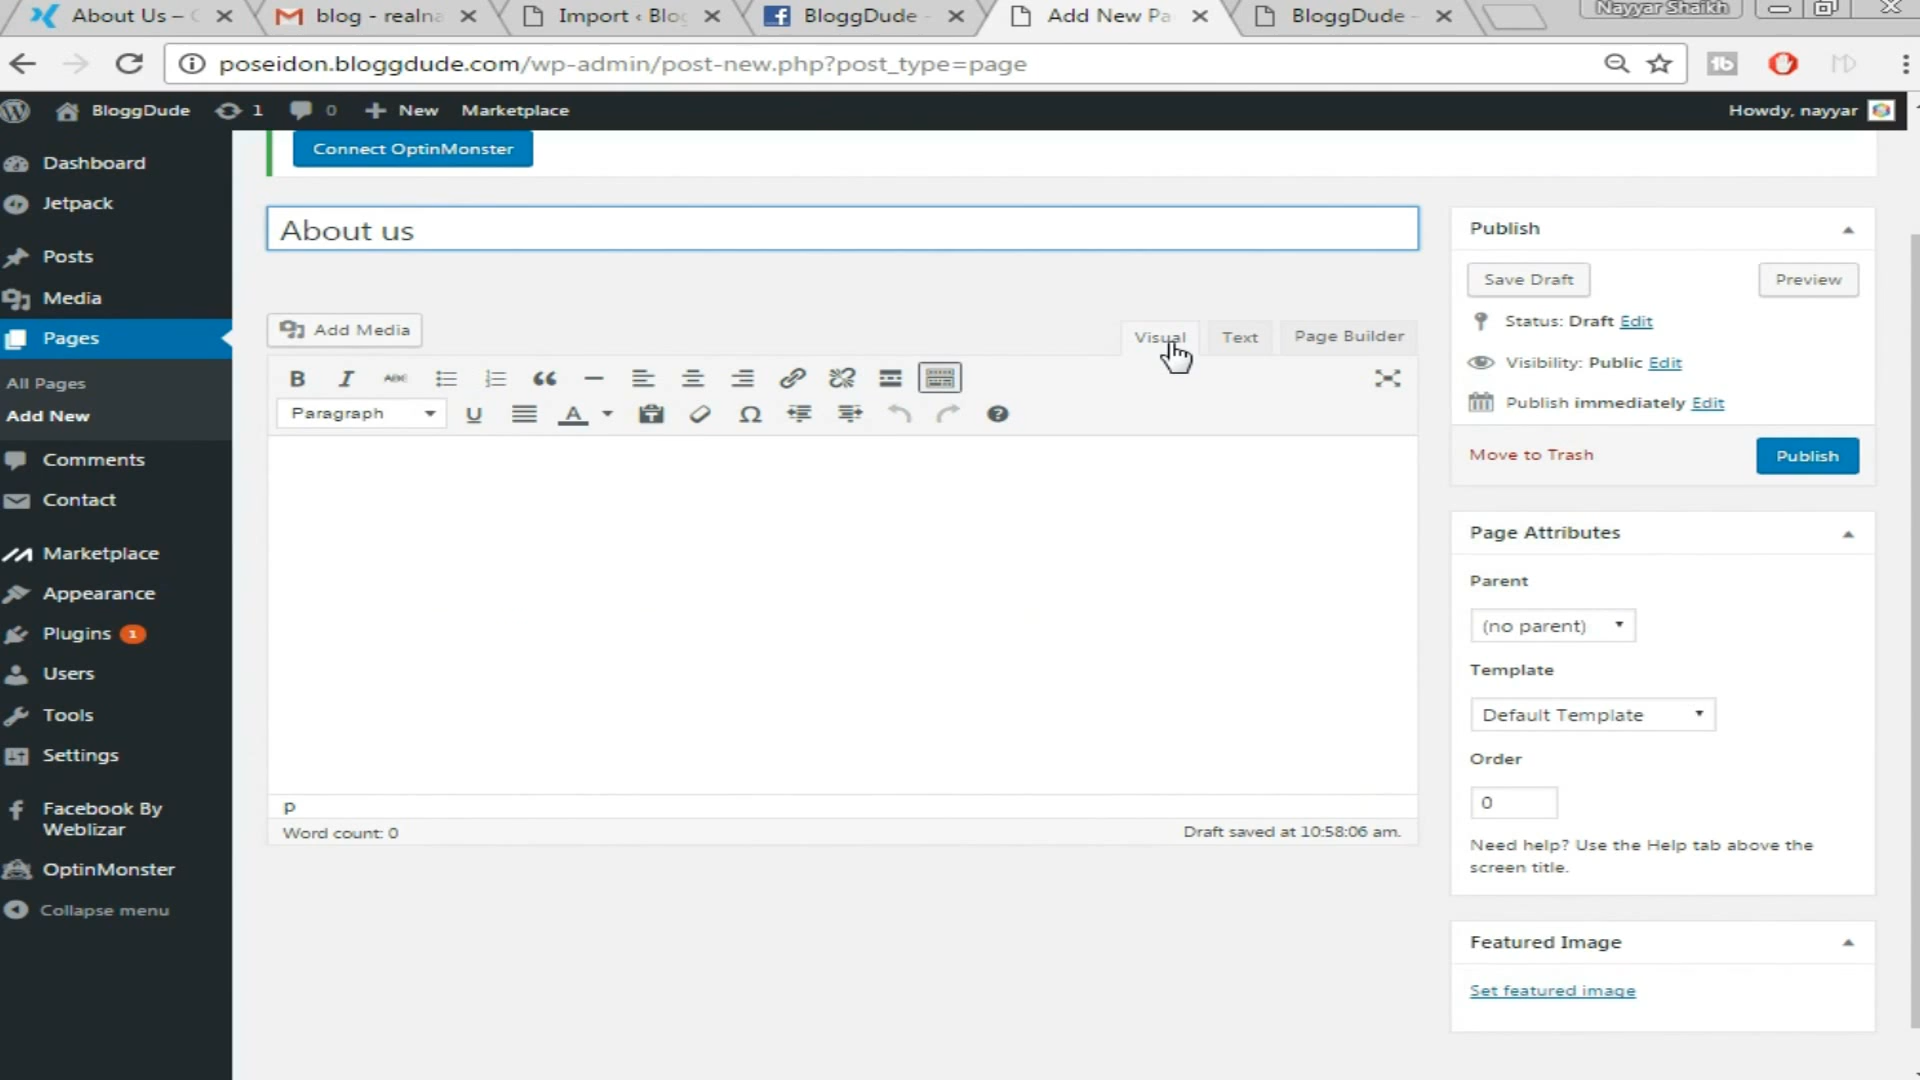 About Us –
blog - realna
Import ‹ Blog
BloggDude -
Add New Pa
BloggDude -
Nayyar Shaikh
poseidon.bloggdude.com/wp-admin/post-new.php?post_type=page
BloggDude 1 0 + New Marketplace
Howdy, nayyar
Dashboard
Jetpack
Posts
Media
Pages
All Pages
Add New
Comments
Contact
Marketplace
Appearance
Plugins 1
Users
Tools
Settings
Facebook By
Weblizar
OptinMonster
Collapse menu
Connect OptinMonster
About us
Add Media
Visual Text Page Builder
B I ABC
Paragraph U A Ω
p
Word count: 0
Draft saved at 10:58:06 am.
Publish
Save Draft Preview
Status: Draft Edit
Visibility: Public Edit
Publish immediately Edit
Move to Trash Publish
Page Attributes
Parent
(no parent)
Template
Default Template
Order
0
Need help? Use the Help tab above the
screen title.
Featured Image
Set featured image